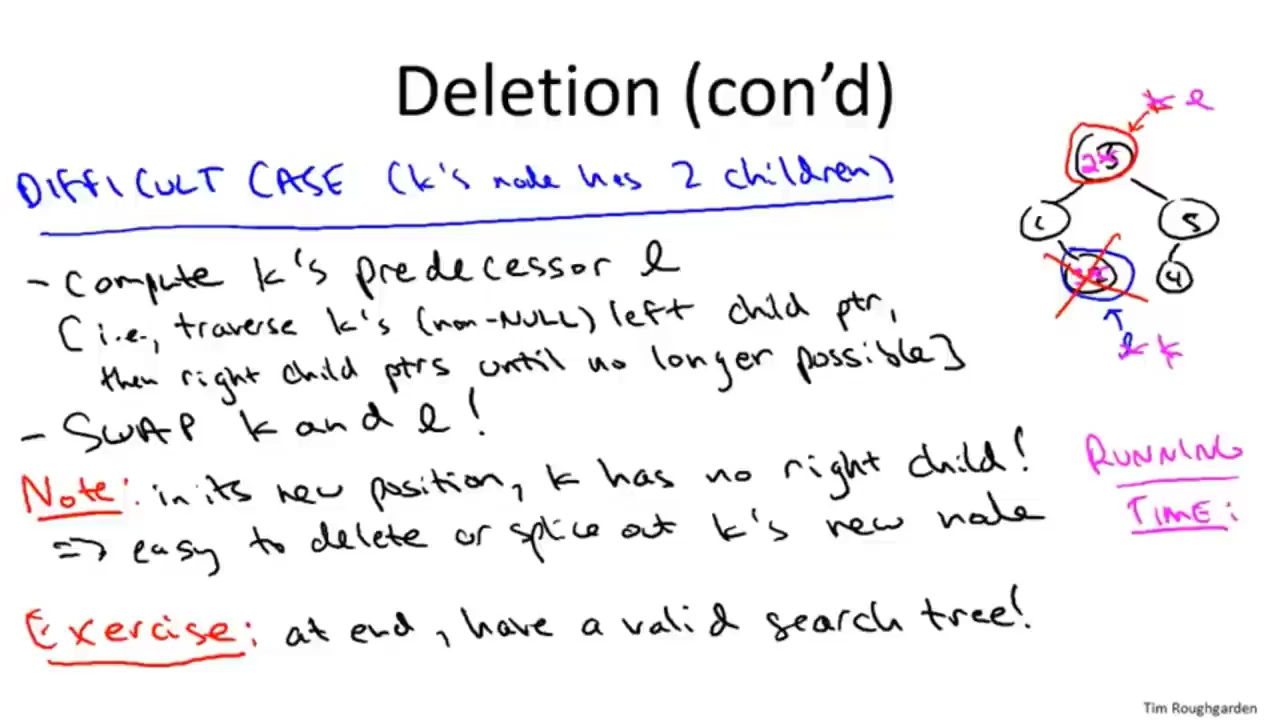 Deletion (con'd)
DIFFICULT CASE (k's node has 2 children)
- Compute k's predecessor l
[i.e., traverse k's (non-NULL) left child ptr,
then right child ptrs until no longer possible]
- SWAP k and l!
Note: in its new position, k has no right child!
=> easy to delete or splice out k's new node
Exercise: at end, have a valid search tree!
k l
2 3
1 5
4
l k
RUNNING
TIME:
Tim Roughgarden